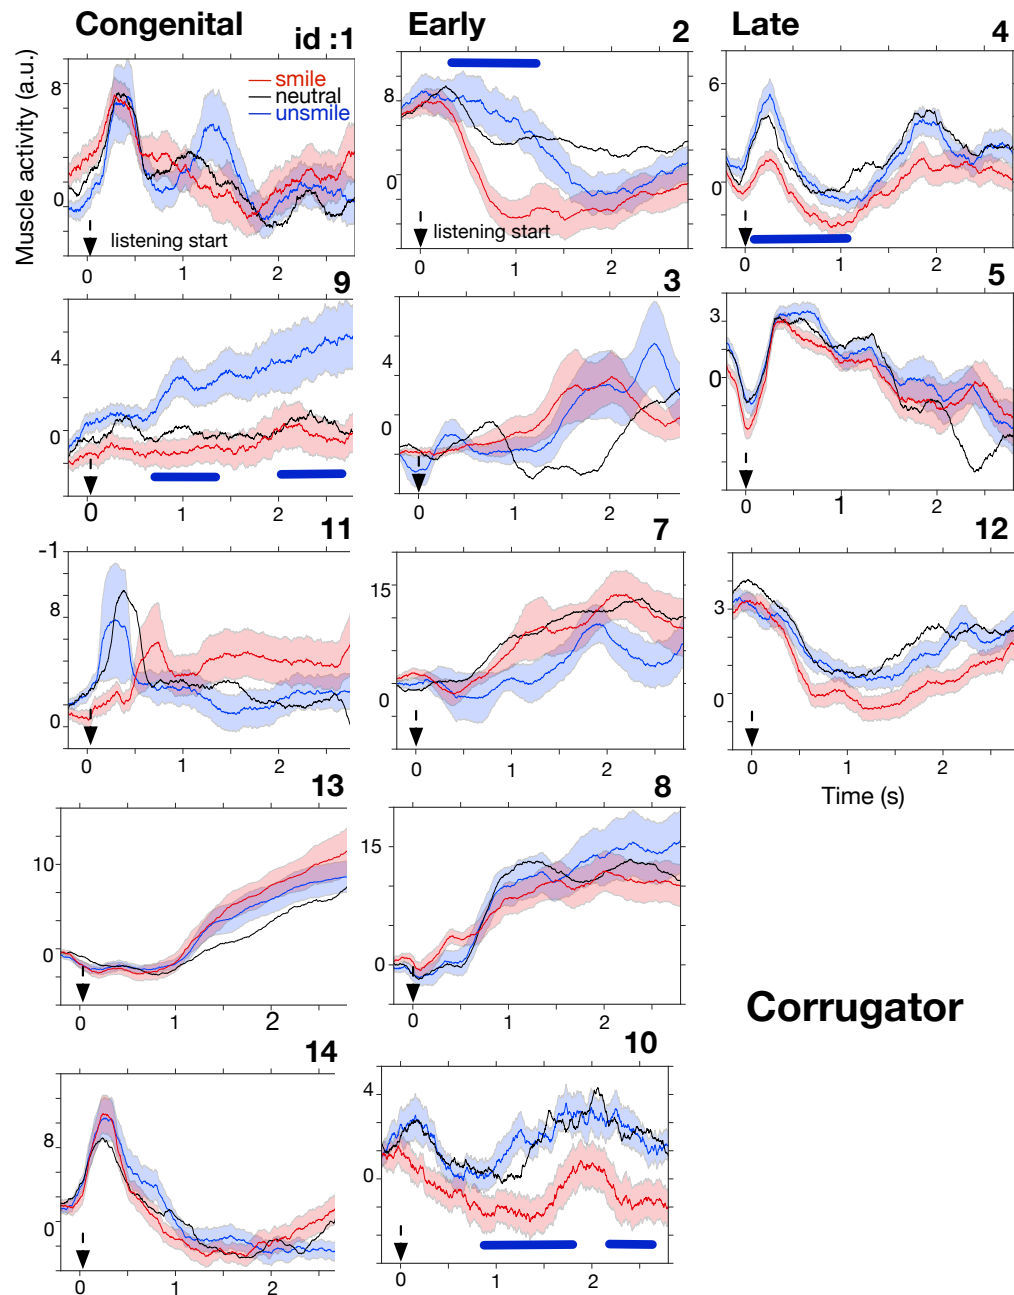 Congenital Early Late
id :1 2 4
Muscle activity (a.u.)
smile
neutral
unsmile
8 0
listening start
0 1 2
8 0
listening start
0 1 2
6 0
0 1 2
9 3 5
4 0
0 1 2
4 0
0 1 2
3 0
0 1 2
11 7 12
-1 8 0
0 1 2
15 0
0 1 2
3 0
0 1 2
Time (s)
13 8
10 0
0 1 2
15 0
0 1 2
Corrugator
14 10
8 0
0 1 2
4 0
0 1 2